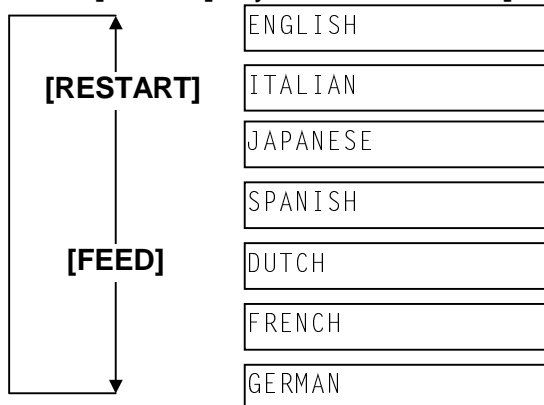 ENGLISH
[RESTART]
ITALIAN
JAPANESE
SPANISH
[FEED]
DUTCH
FRENCH
GERMAN